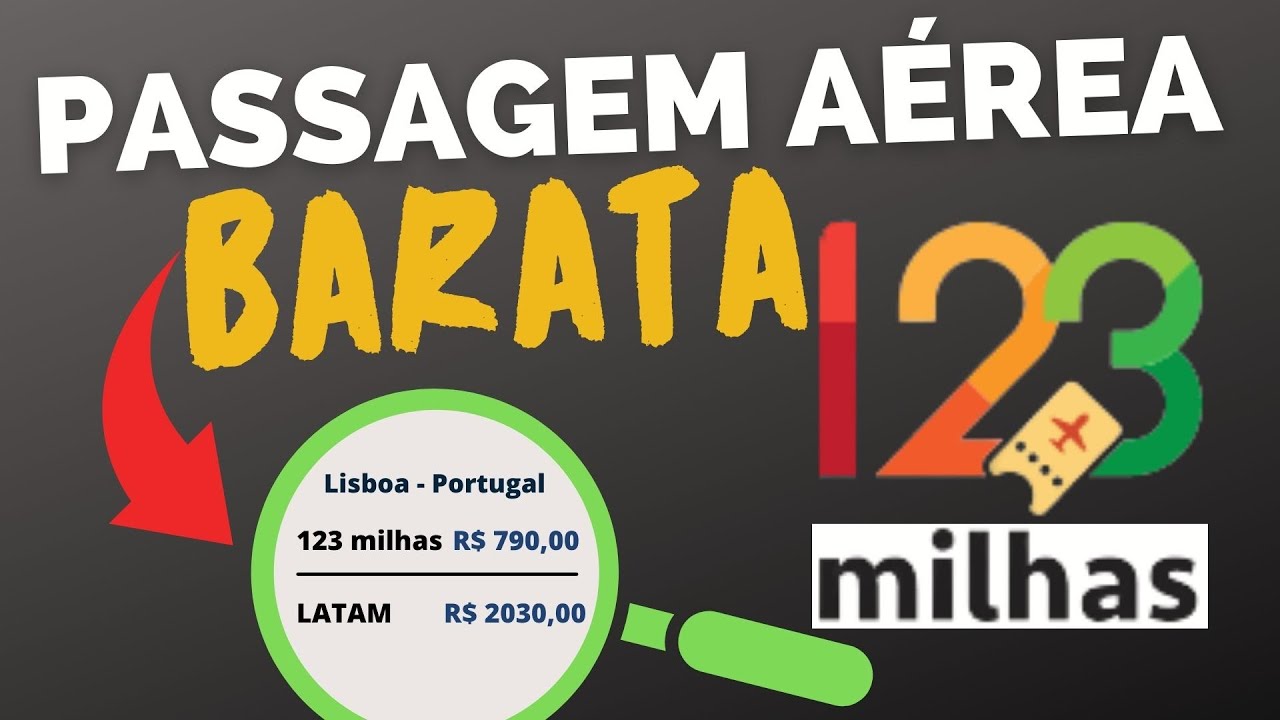 PASSAGEM AÉREA
BARATA
123
milhas
Lisboa - Portugal
123 milhas R$ 790,00
LATAM R$ 2030,00